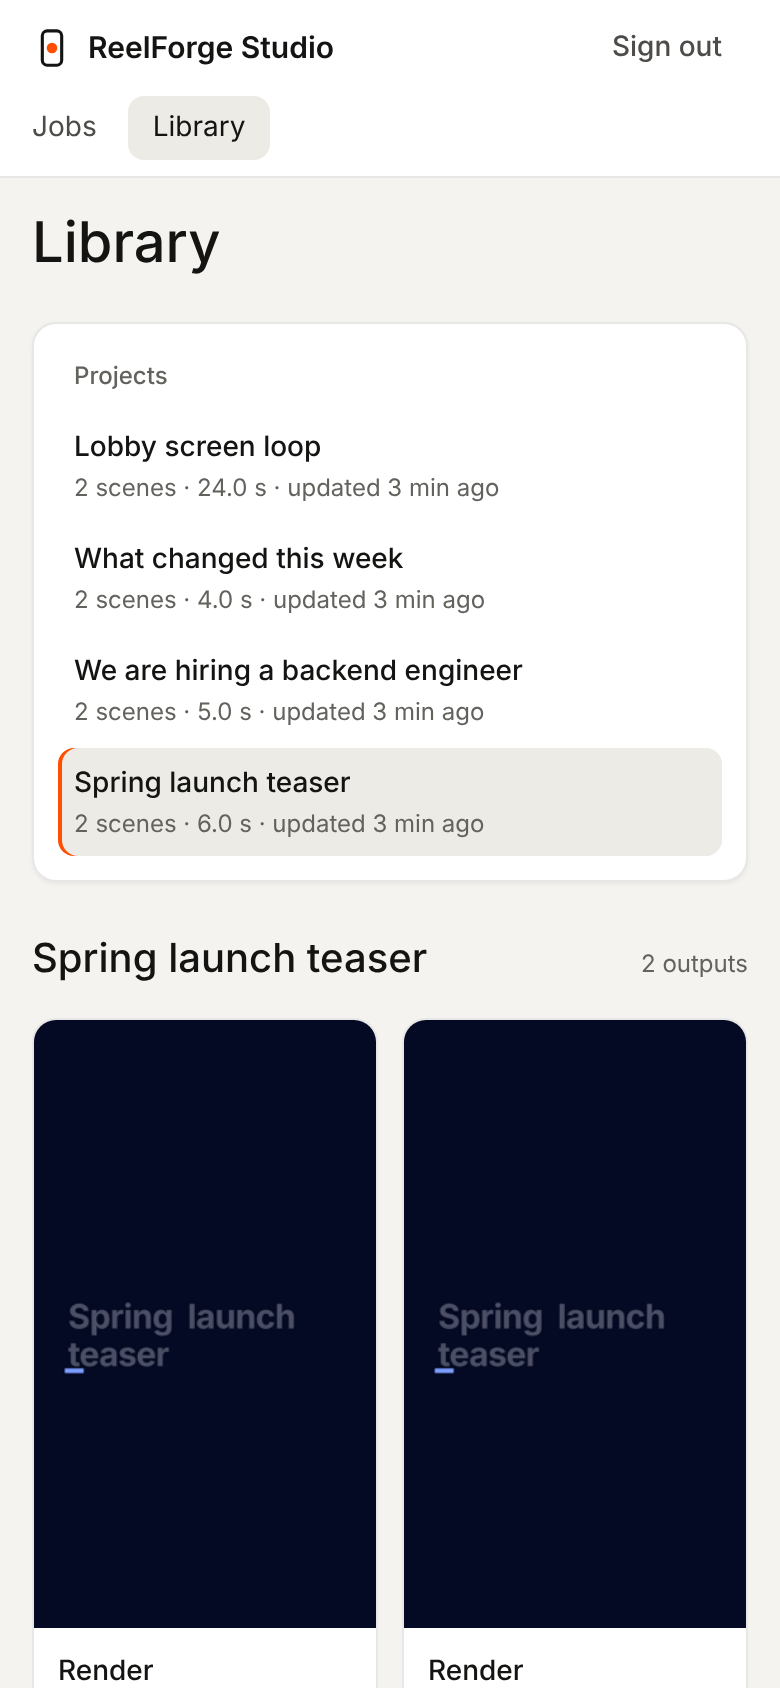 ReelForge Studio
Sign out
Jobs
Library
Library
Projects
Lobby screen loop
2 scenes · 24.0 s · updated 3 min ago
What changed this week
2 scenes · 4.0 s · updated 3 min ago
We are hiring a backend engineer
2 scenes · 5.0 s · updated 3 min ago
Spring launch teaser
2 scenes · 6.0 s · updated 3 min ago
Spring launch teaser
2 outputs
Spring launch
teaser
Spring launch
teaser
Render
Render